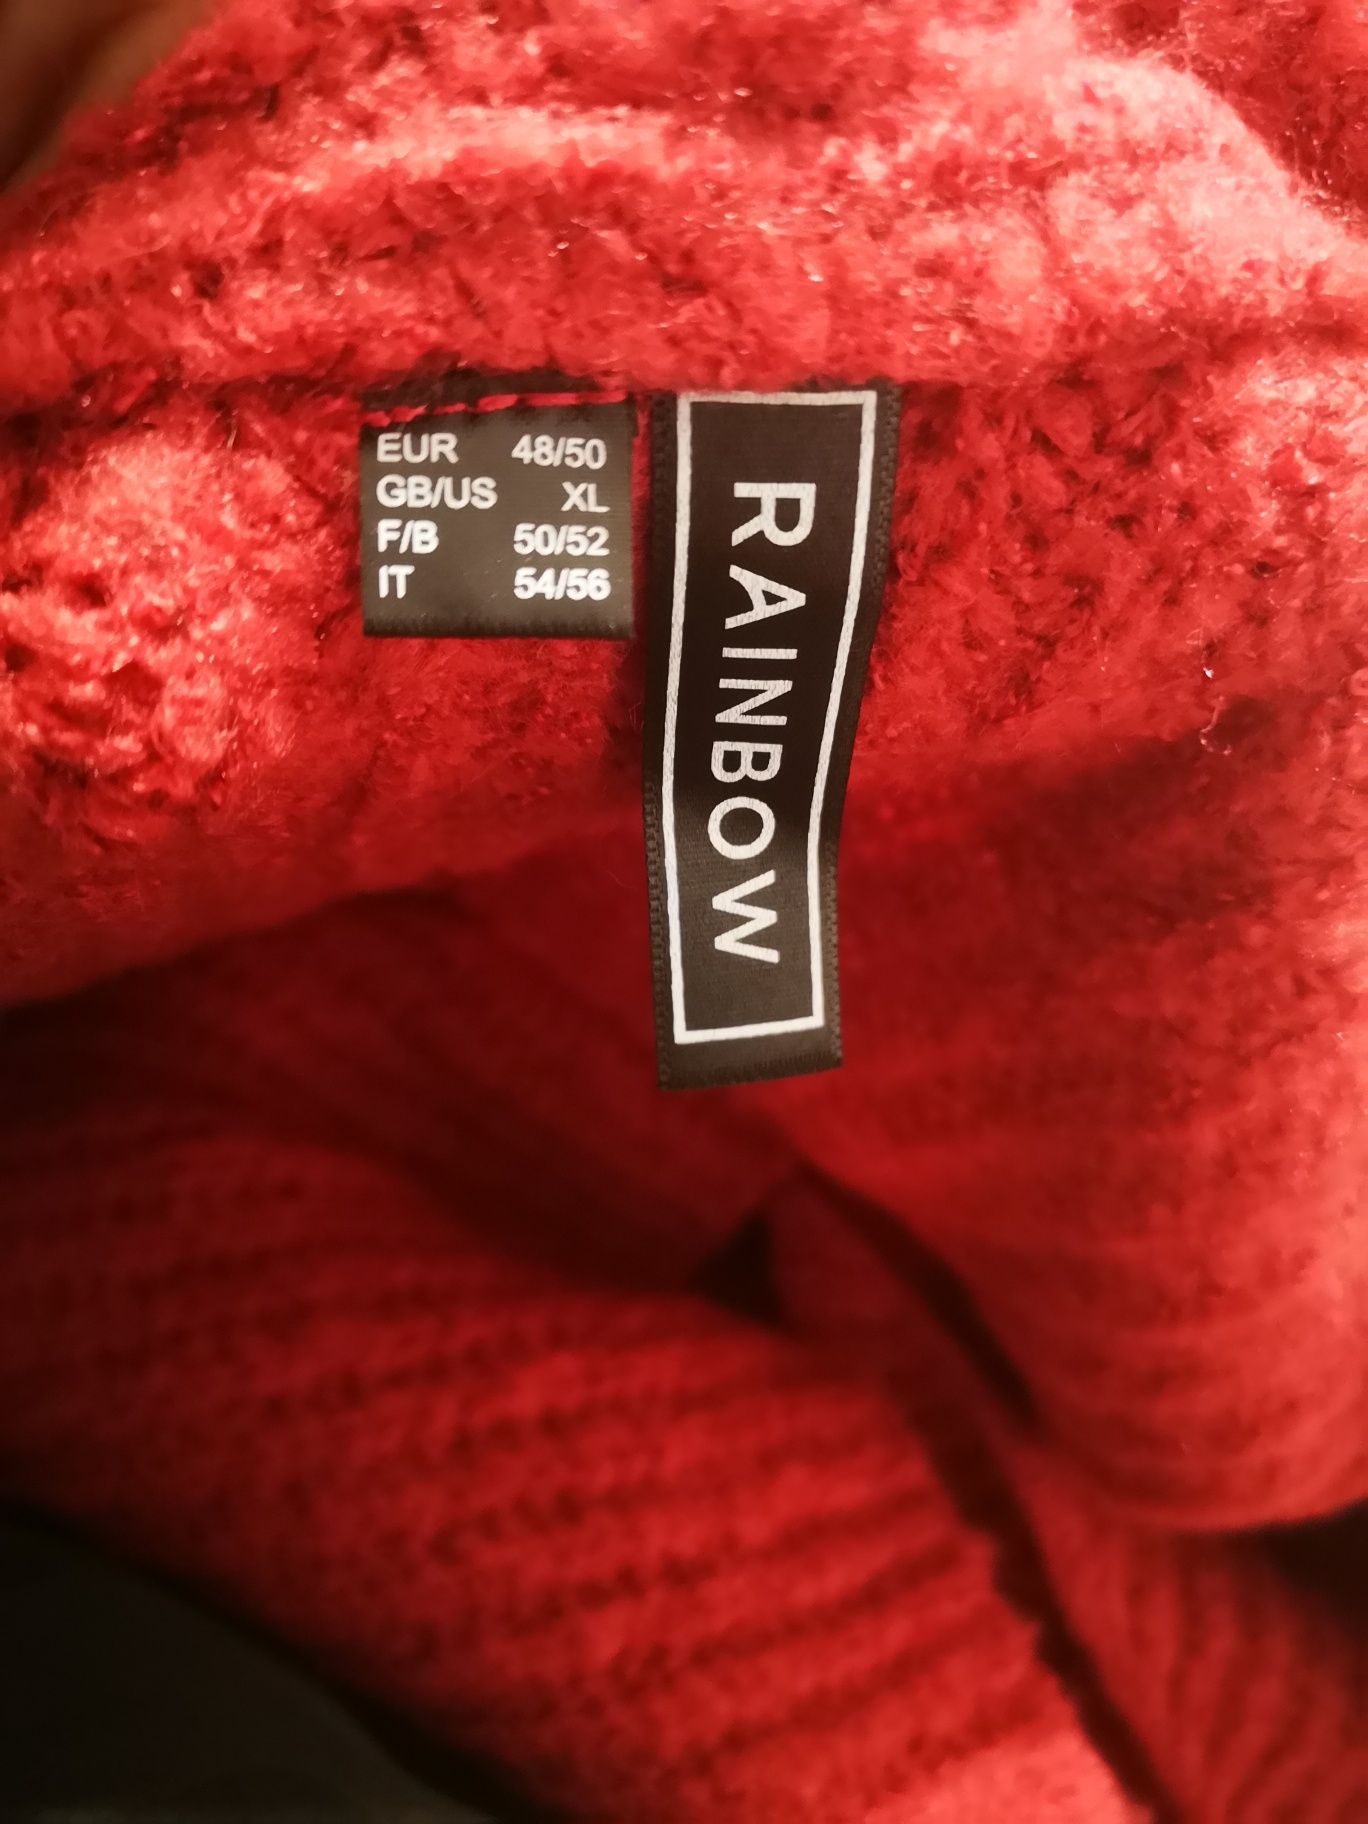 EUR 48/50
GB/US XL
F/B 50/52
IT 54/56
RAINBOW